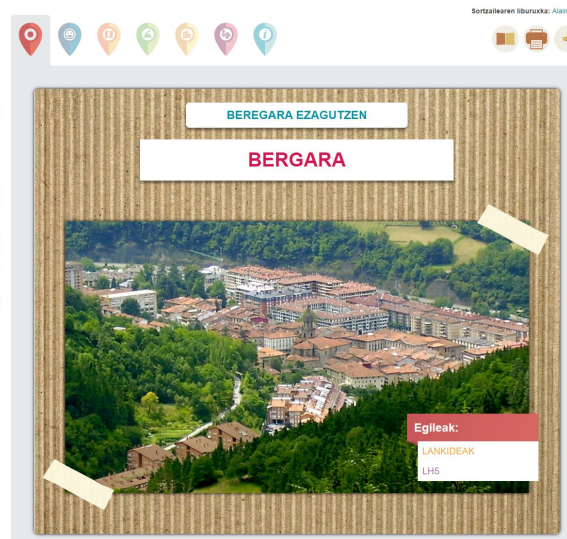 Sortzailearen liburuxka: Alain
BEREGARA EZAGUTZEN
BERGARA
Egileak:
LANKIDEAK
LH5